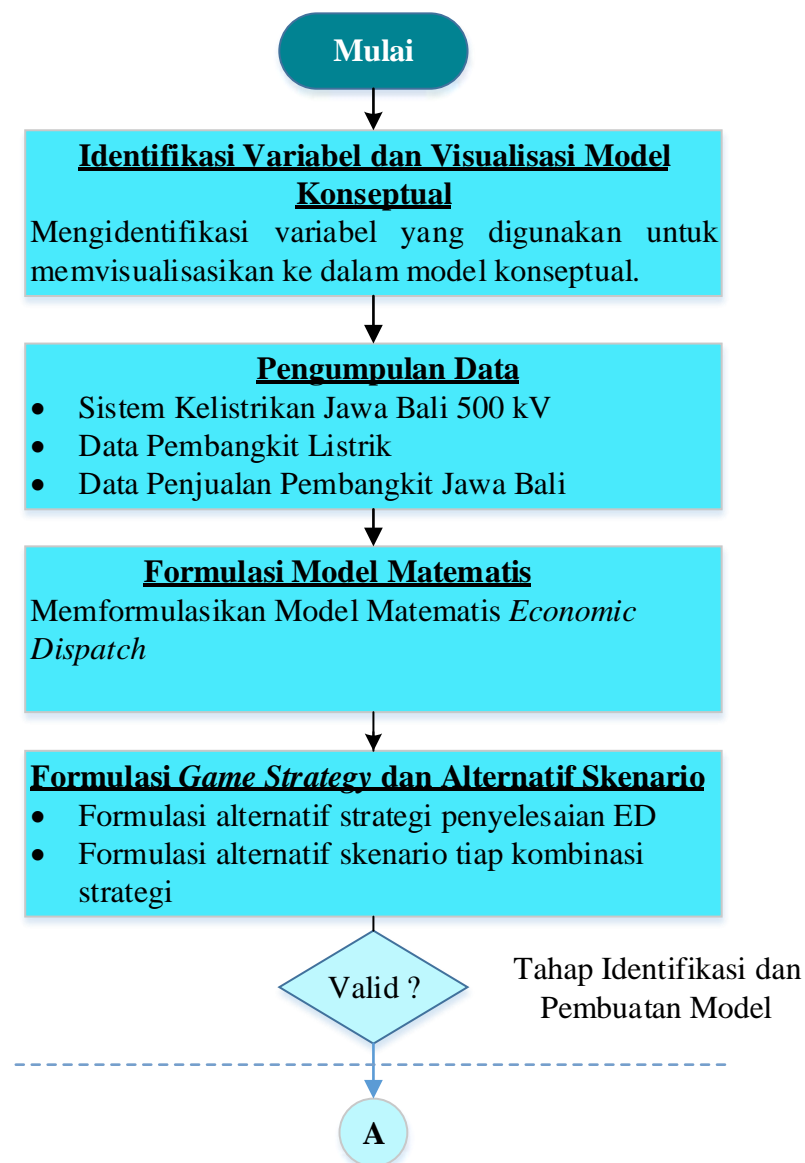 Mulai
Identifikasi Variabel dan Visualisasi Model
Konseptual
Mengidentifikasi variabel yang digunakan untuk
memvisualisasikan ke dalam model konseptual.
Pengumpulan Data
• Sistem Kelistrikan Jawa Bali 500 kV
• Data Pembangkit Listrik
• Data Penjualan Pembangkit Jawa Bali
Formulasi Model Matematis
Memformulasikan Model Matematis Economic
Dispatch
Formulasi Game Strategy dan Alternatif Skenario
• Formulasi alternatif strategi penyelesaian ED
• Formulasi alternatif skenario tiap kombinasi
strategi
Valid ?
Tahap Identifikasi dan
Pembuatan Model
A